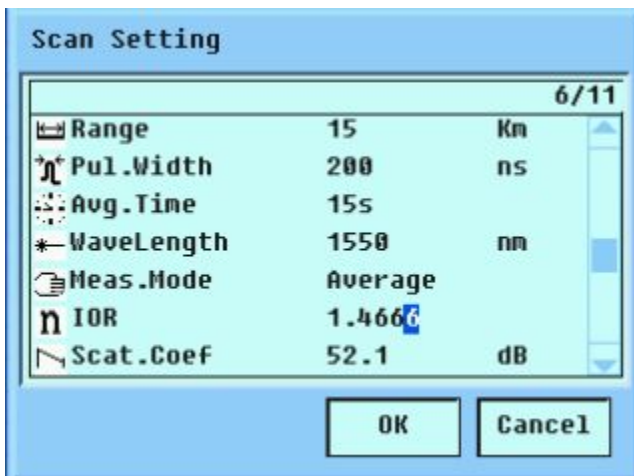 Scan Setting
6/11
Range 15 Km
Pul.Width 200 ns
Avg.Time 15s
WaveLength 1550 nm
Meas.Mode Average
n IOR 1.4666
Scat.Coef 52.1 dB
OK Cancel